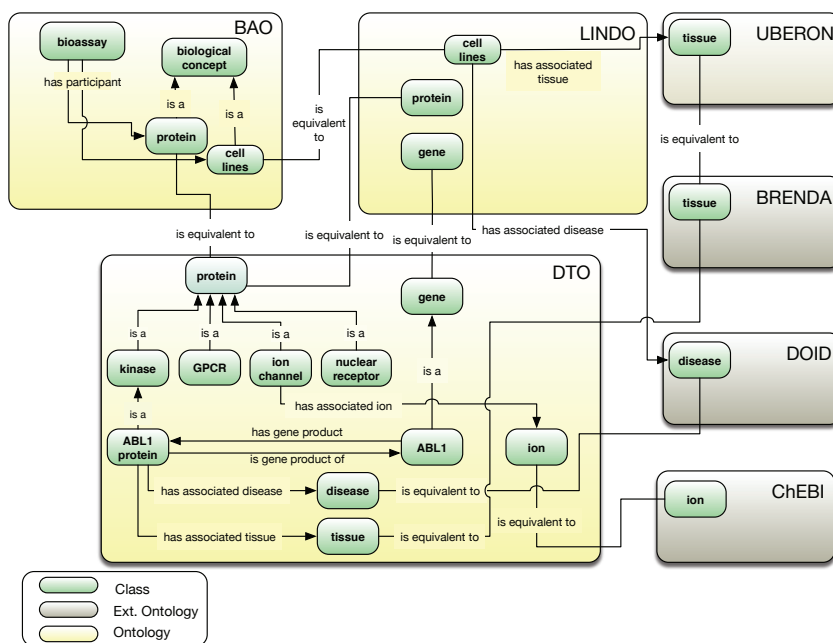 BAO
bioassay
biological
concept
has participant
is a
is a
protein
cell
lines
LINDO
cell
lines
has associated
tissue
protein
gene
is
equivalent
to
UBERON
tissue
is equivalent to
BRENDA
tissue
is equivalent to
is equivalent to
is equivalent to
has associated disease
DTO
protein
gene
is a
is a
is a
is a
kinase
GPCR
ion
channel
nuclear
receptor
is a
is a
has associated ion
ABL1
protein
has gene product
is gene product of
ABL1
ion
has associated disease
disease
is equivalent to
has associated tissue
tissue
is equivalent to
is equivalent to
DOID
disease
ChEBI
ion
Class
Ext. Ontology
Ontology